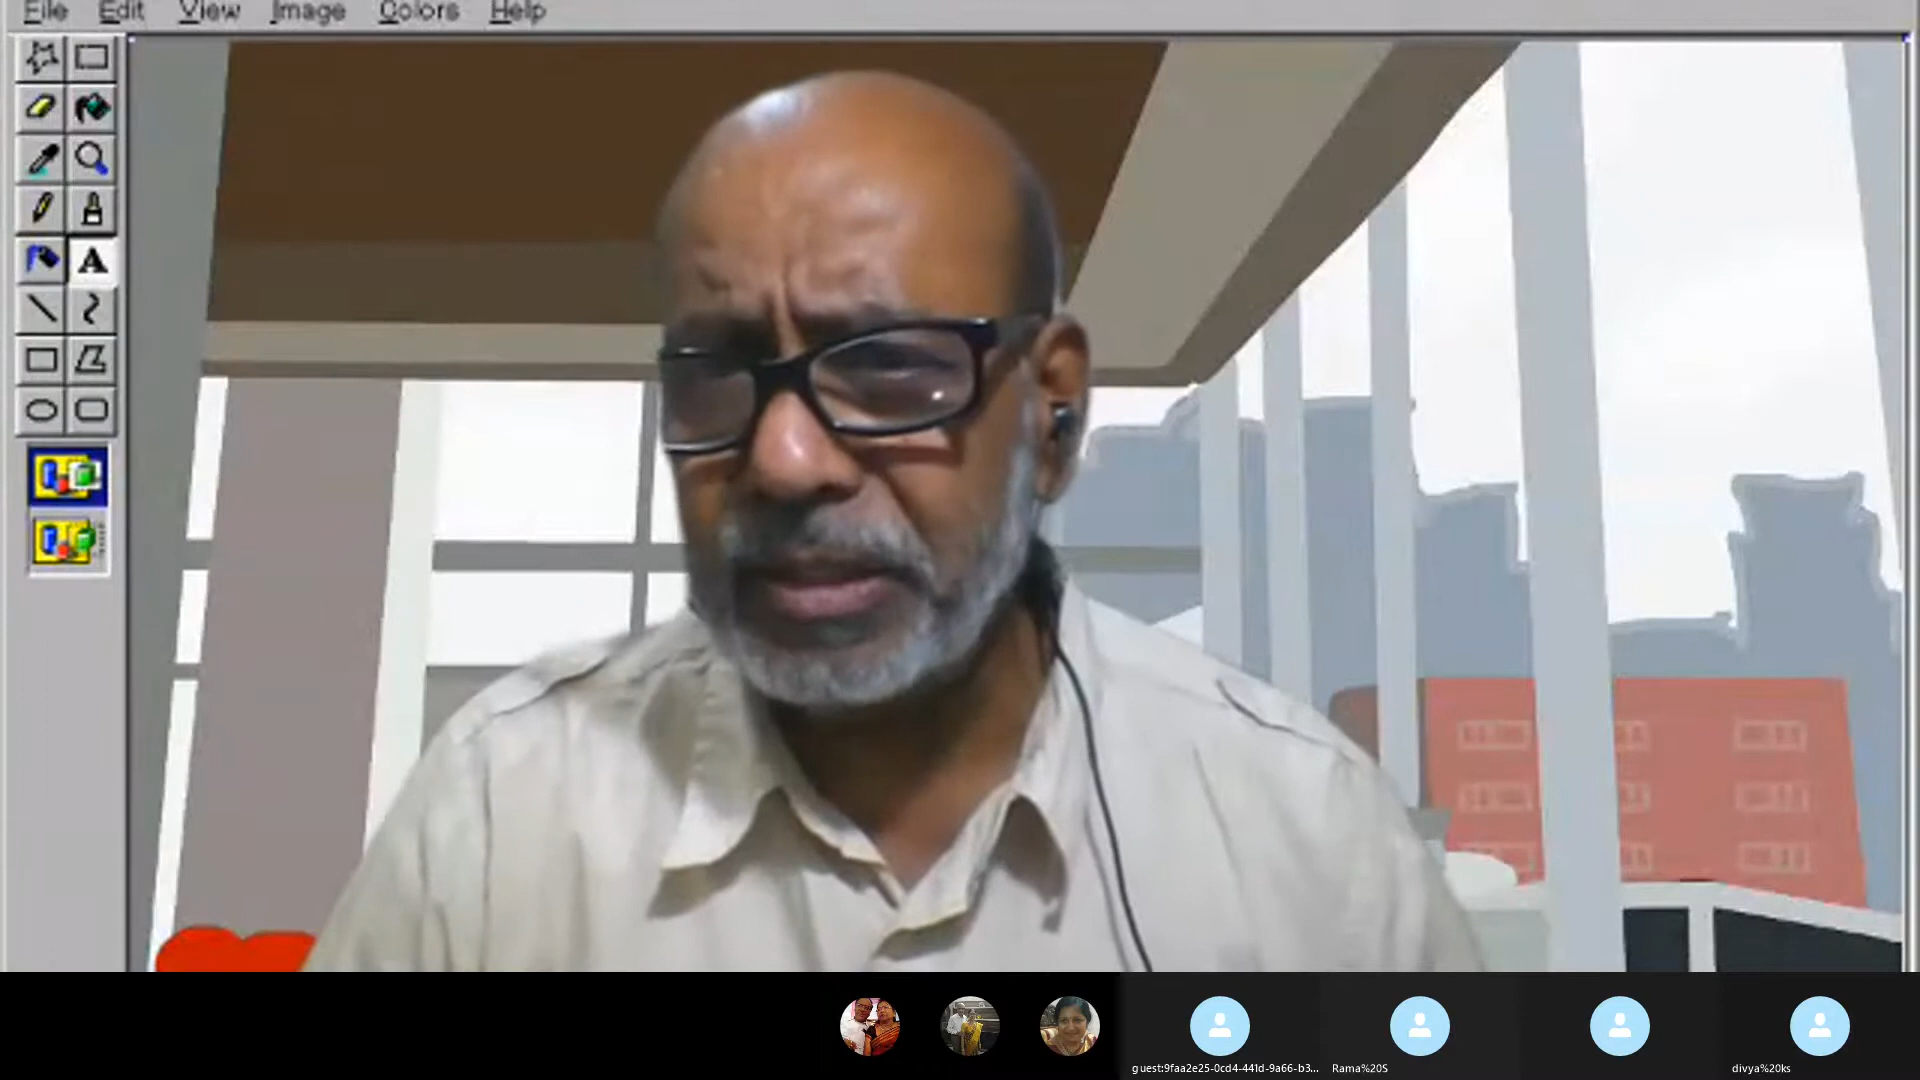 File Edit View Image Colors Help
A
guest:9faa2e25-0cd4-441d-9a66-b3...
Rama%20S
divya%20ks